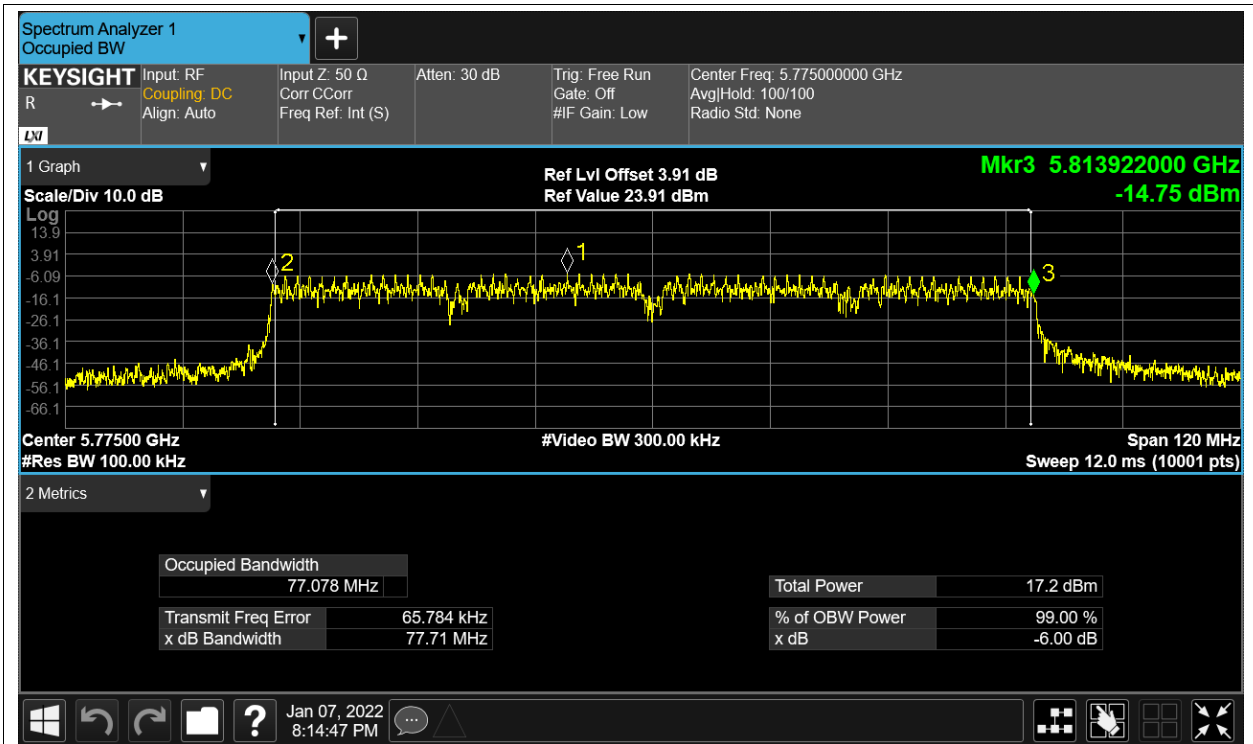 Spectrum Analyzer 1
Occupied BW
KEYSIGHT
R
LXI
Input: RF
Coupling: DC
Align: Auto
Input Z: 50 Ω
Corr CCorr
Freq Ref: Int (S)
Atten: 30 dB
Trig: Free Run
Gate: Off
#IF Gain: Low
Center Freq: 5.775000000 GHz
Avg|Hold: 100/100
Radio Std: None
1 Graph
Scale/Div 10.0 dB
Ref Lvl Offset 3.91 dB
Ref Value 23.91 dBm
Mkr3 5.813922000 GHz
-14.75 dBm
Log
13.9
3.91
-6.09
-16.1
-26.1
-36.1
-46.1
-56.1
-66.1
2
1
3
Center 5.77500 GHz
#Video BW 300.00 kHz
Span 120 MHz
#Res BW 100.00 kHz
Sweep 12.0 ms (10001 pts)
2 Metrics
Occupied Bandwidth
77.078 MHz
Transmit Freq Error 65.784 kHz
x dB Bandwidth 77.71 MHz
Total Power 17.2 dBm
% of OBW Power 99.00 %
x dB -6.00 dB
?
Jan 07, 2022
8:14:47 PM